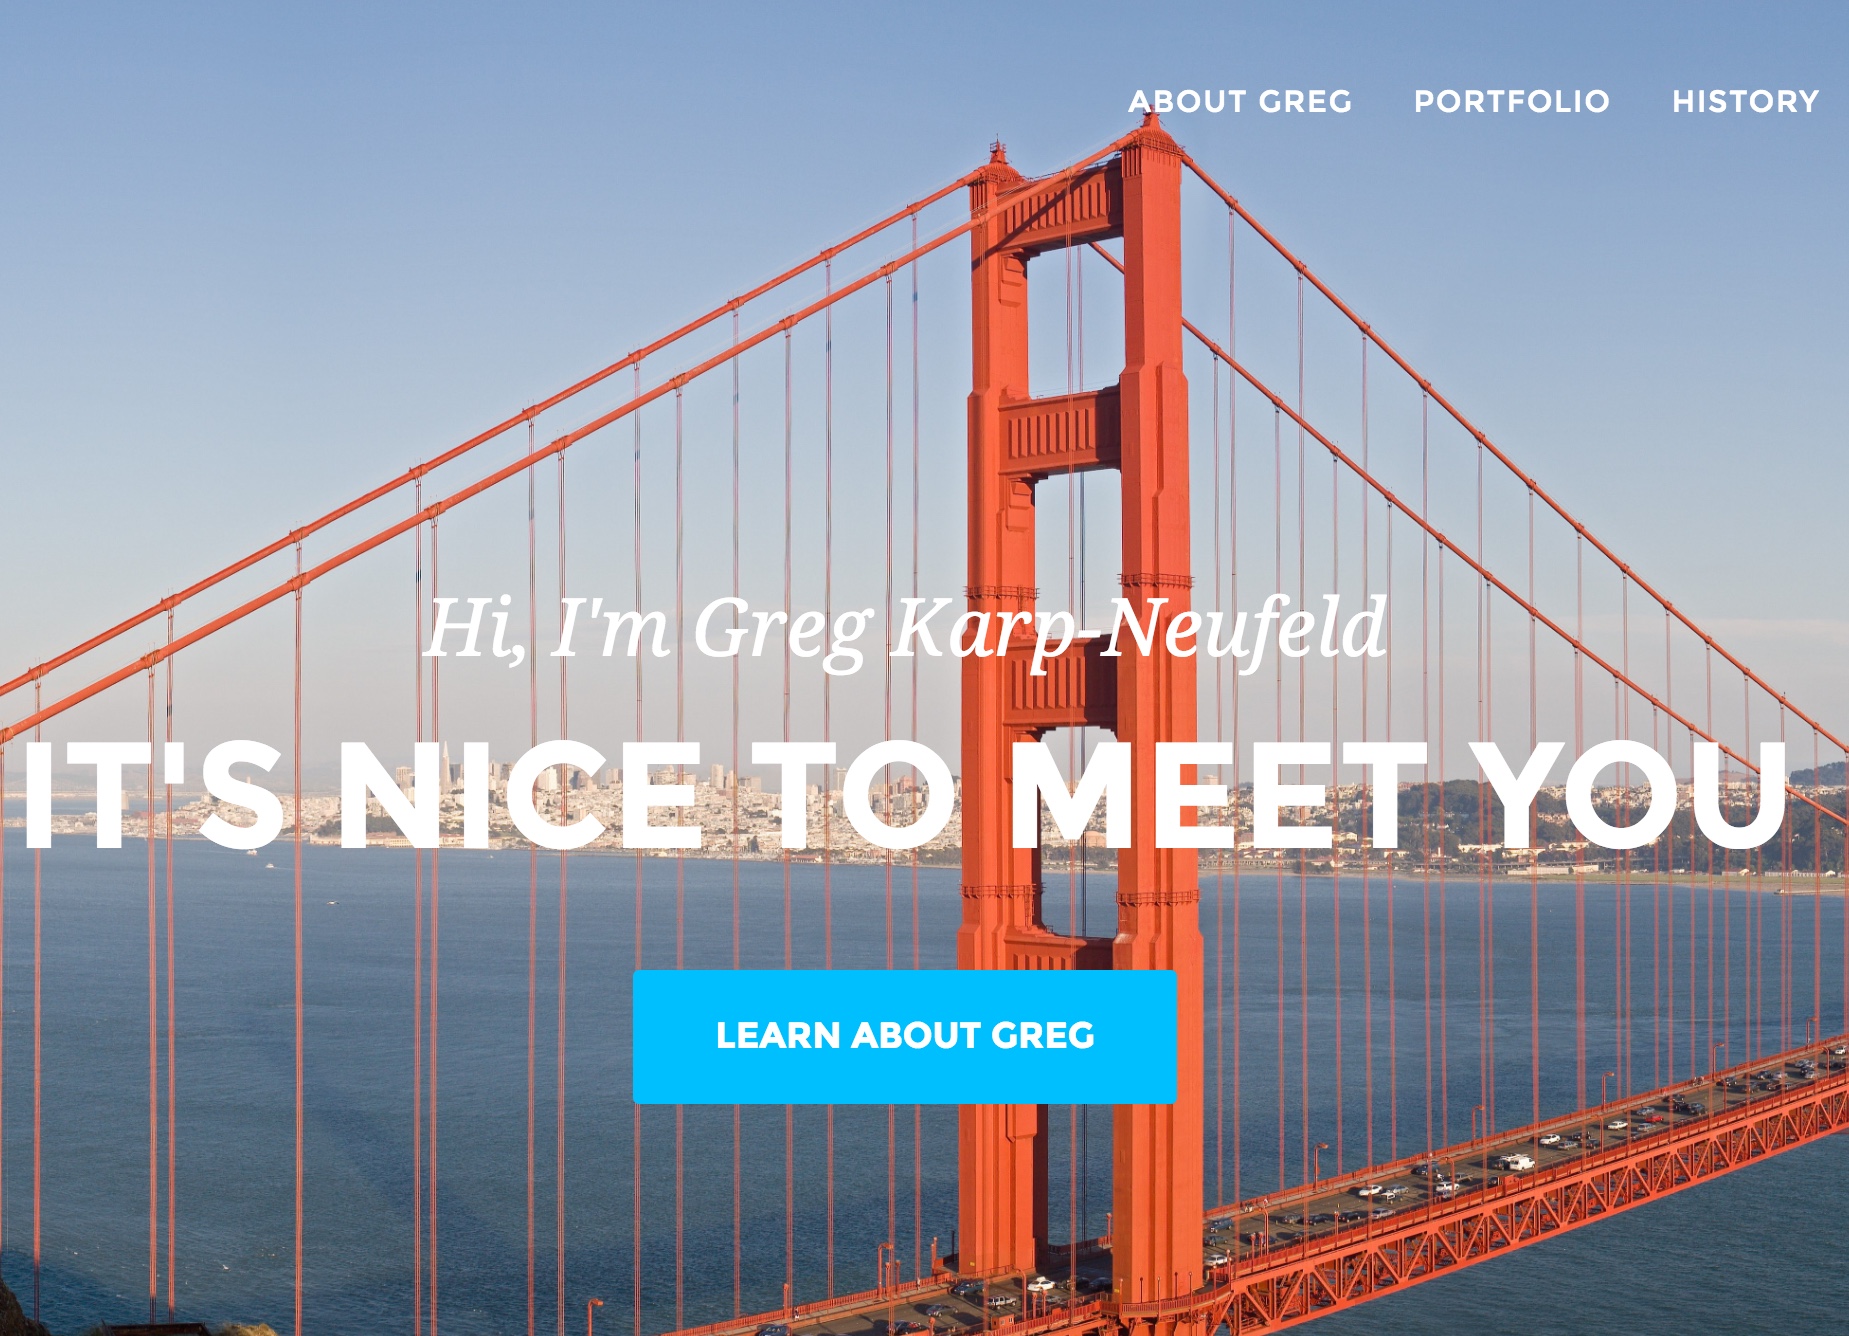 ABOUT GREG PORTFOLIO HISTORY
Hi, I'm Greg Karp-Neufeld
IT'S NICE TO MEET YOU
LEARN ABOUT GREG